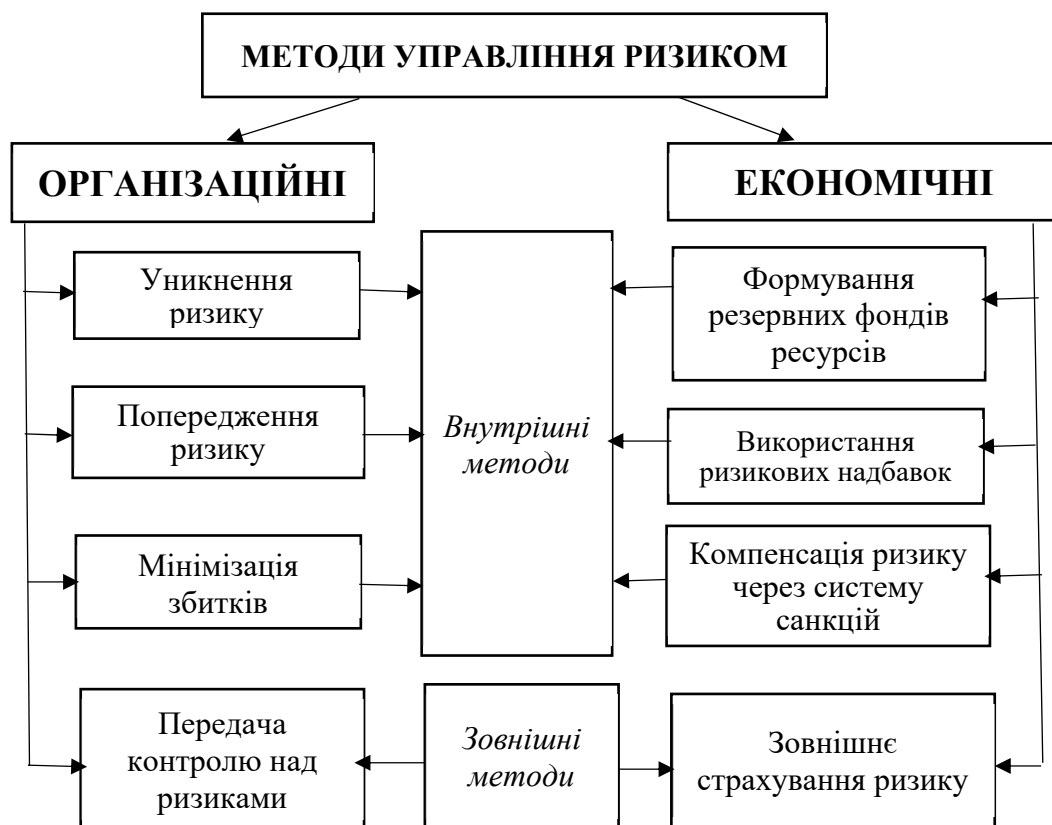 МЕТОДИ УПРАВЛІННЯ РИЗИКОМ
ОРГАНІЗАЦІЙНІ
ЕКОНОМІЧНІ
Уникнення
ризику
Попередження
ризику
Мінімізація
збитків
Передача
контролю над
ризиками
Внутрішні
методи
Зовнішні
методи
Формування
резервних фондів
ресурсів
Використання
ризикових надбавок
Компенсація ризику
через систему
санкцій
Зовнішнє
страхування ризику